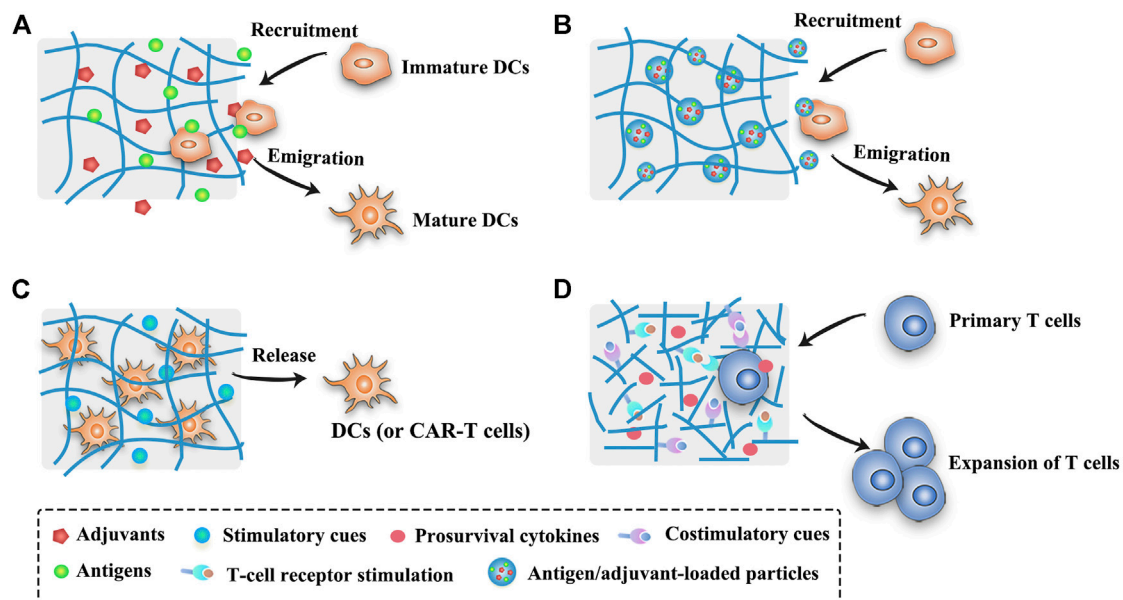 A
Recruitment
Immature DCs
Emigration
Mature DCs
B
Recruitment
Emigration
C
Release
DCs (or CAR-T cells)
D
Primary T cells
Expansion of T cells
Adjuvants
Stimulatory cues
Prosurvival cytokines
Costimulatory cues
Antigens
T-cell receptor stimulation
Antigen/adjuvant-loaded particles